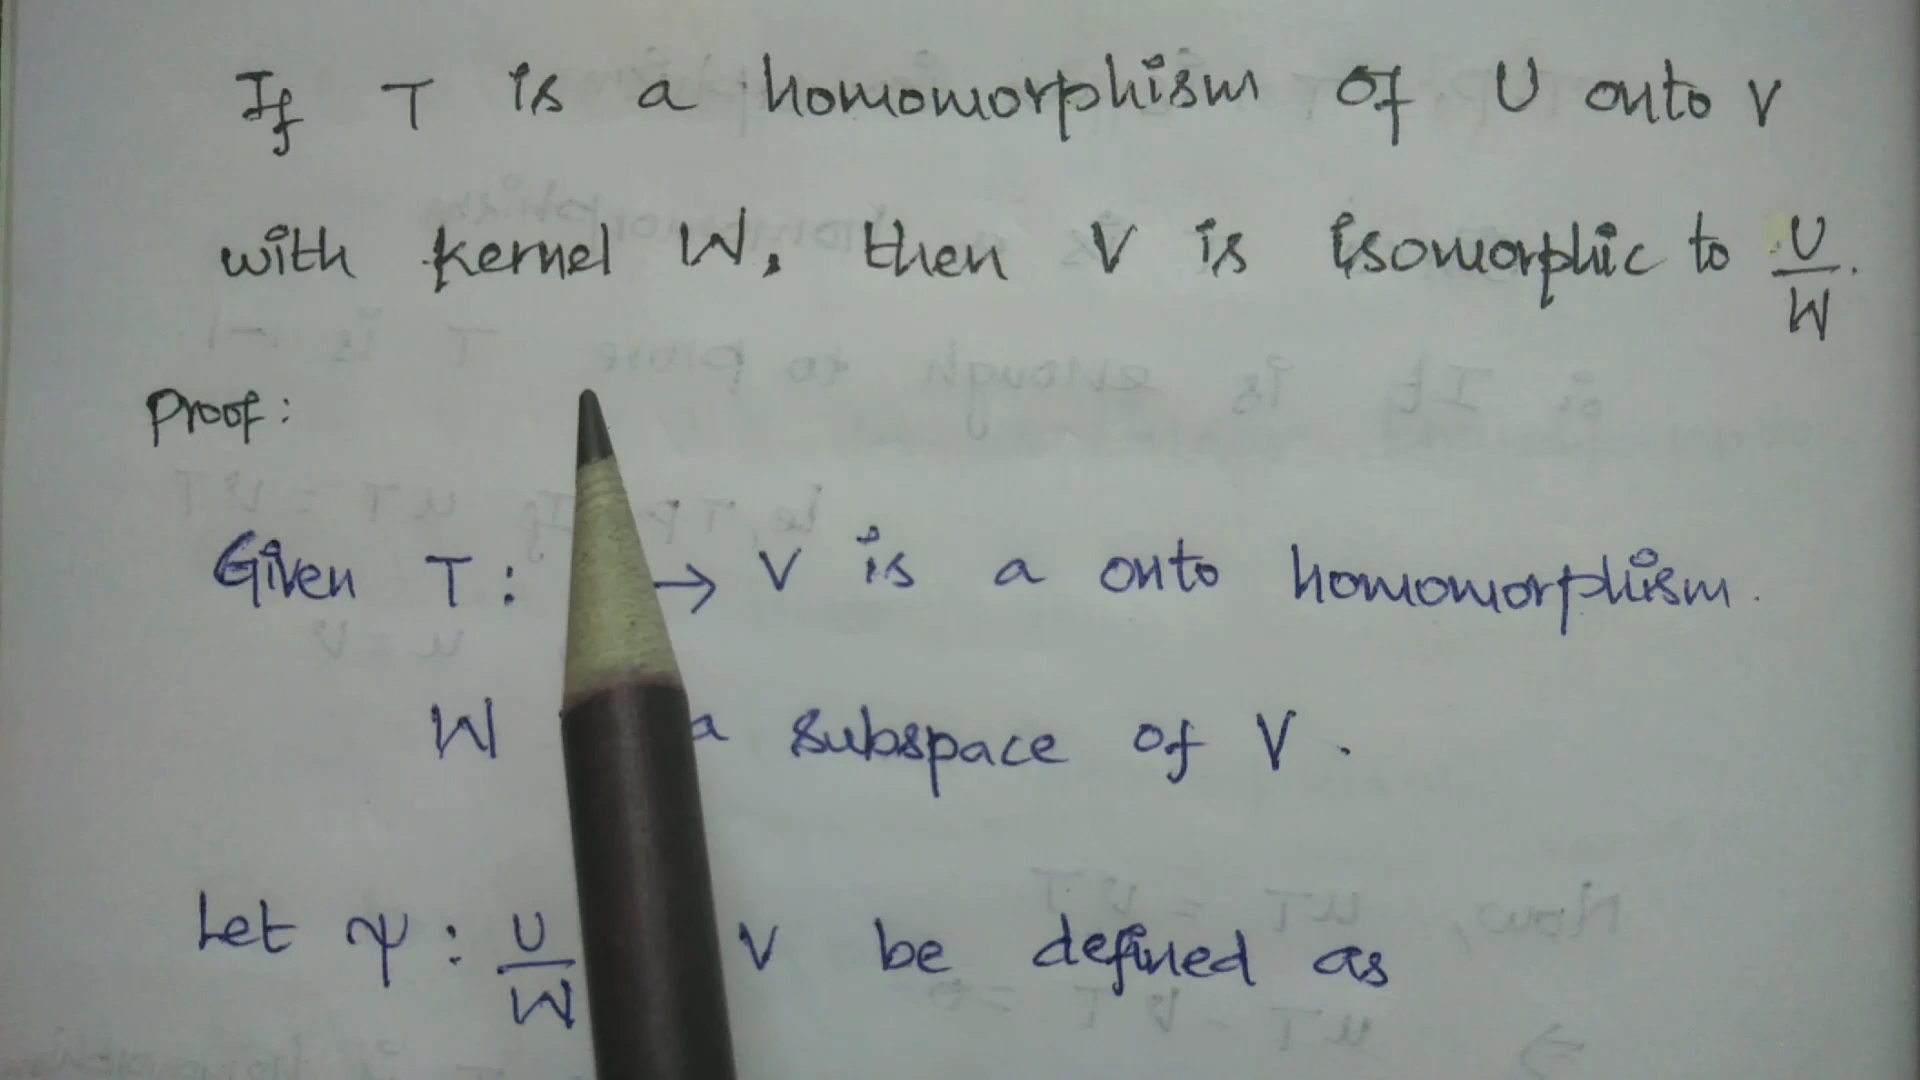 If T is a homomorphism of U onto V
with kernel W, then V is isomorphic to U/W.
Proof:
Given T: → V is a onto homomorphism.
W a subspace of V.
Let ψ : U/W V be defined as